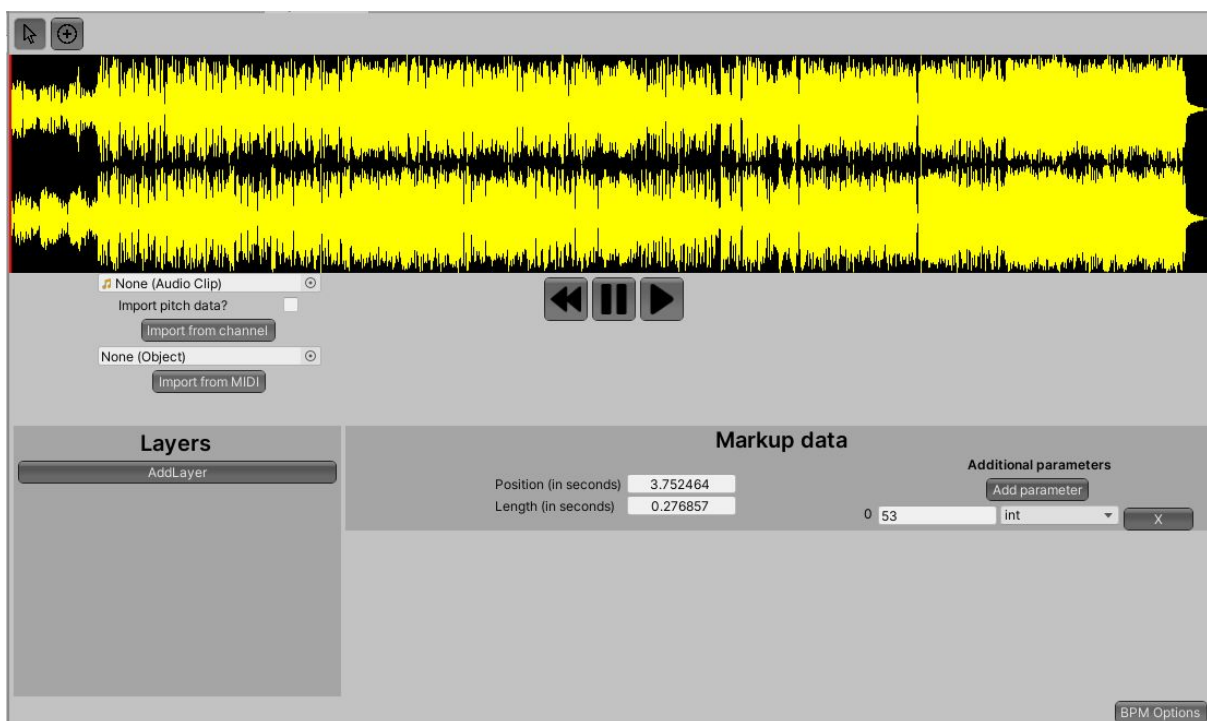 None (Audio Clip)
Import pitch data?
Import from channel
None (Object)
Import from MIDI
Layers
AddLayer
Markup data
Position (in seconds) 3.752464
Length (in seconds) 0.276857
Additional parameters
Add parameter
0 53 int X
BPM Options